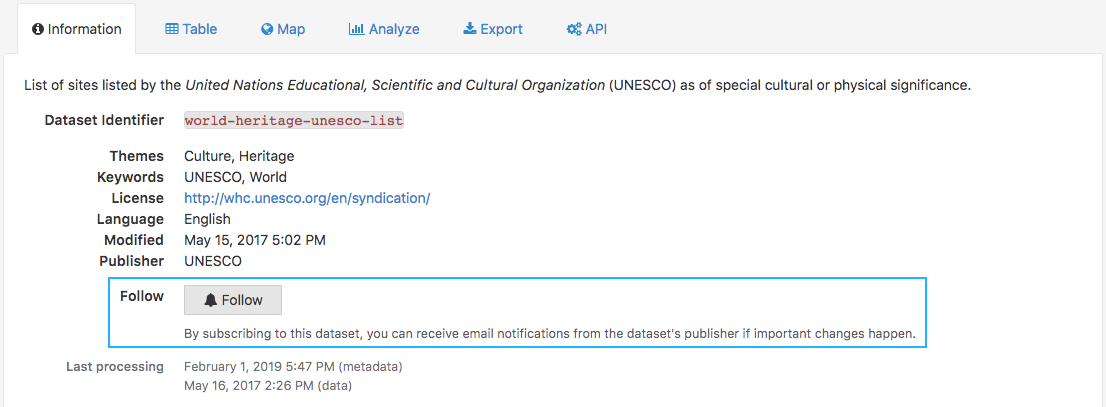 Information Table Map Analyze Export API
List of sites listed by the United Nations Educational, Scientific and Cultural Organization (UNESCO) as of special cultural or physical significance.
Dataset Identifier world-heritage-unesco-list
Themes Culture, Heritage
Keywords UNESCO, World
License http://whc.unesco.org/en/syndication/
Language English
Modified May 15, 2017 5:02 PM
Publisher UNESCO
Follow Follow
By subscribing to this dataset, you can receive email notifications from the dataset's publisher if important changes happen.
Last processing February 1, 2019 5:47 PM (metadata)
May 16, 2017 2:26 PM (data)